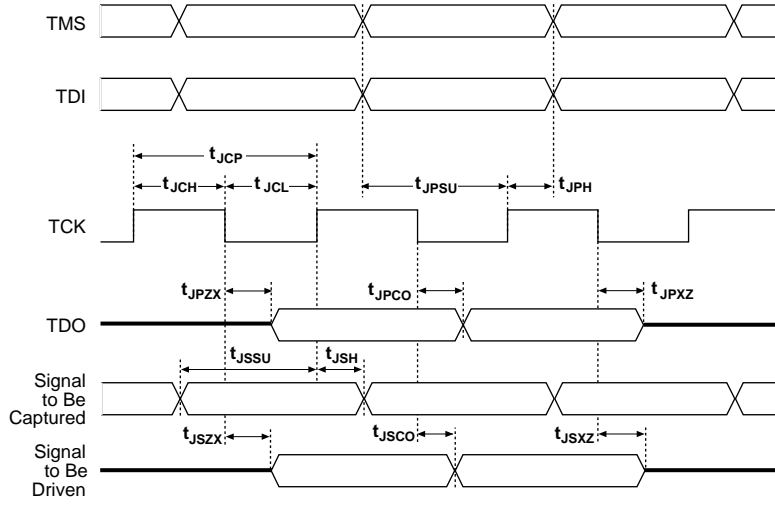 TMS
TDI
tJCP
tJCH
tJCL
tJPSU
tJPH
TCK
tJPZX
tJPCO
tJPXZ
TDO
tJSSU
tJSH
Signal
to Be
Captured
tJSZX
tJSCO
tJSXZ
Signal
to Be
Driven